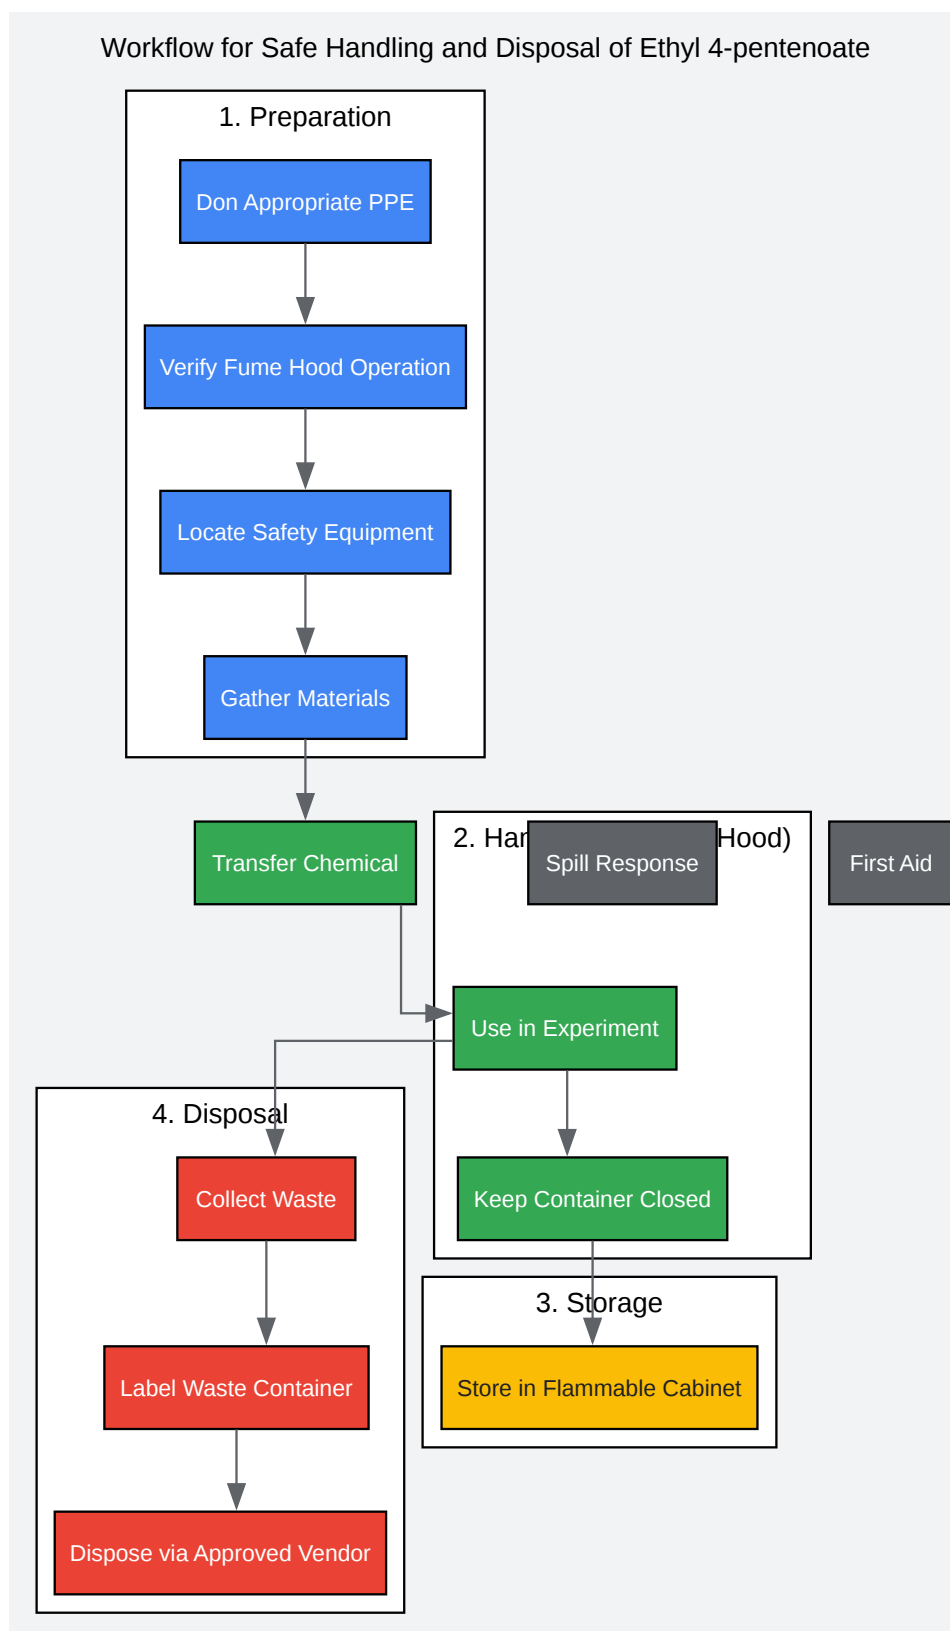 Workflow for Safe Handling and Disposal of Ethyl 4-pentenoate
1. Preparation
Don Appropriate PPE
Verify Fume Hood Operation
Locate Safety Equipment
Gather Materials
Transfer Chemical
2. Han Hood)
Spill Response
First Aid
Use in Experiment
Keep Container Closed
4. Disposal
Collect Waste
Label Waste Container
Dispose via Approved Vendor
3. Storage
Store in Flammable Cabinet